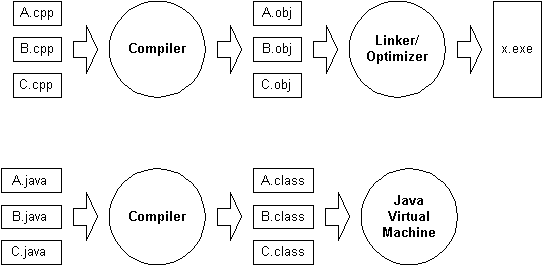 A.cpp
B.cpp
C.cpp
Compiler
A.obj
B.obj
C.obj
Linker/
Optimizer
x.exe
A.java
B.java
C.java
Compiler
A.class
B.class
C.class
Java
Virtual
Machine